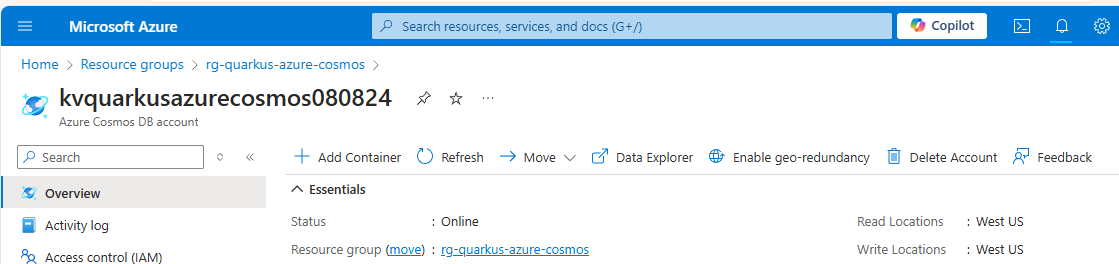 Microsoft Azure
Search resources, services, and docs (G+/)
Copilot
Home > Resource groups > rg-quarkus-azure-cosmos >
kvquarkusazurecosmos080824
Azure Cosmos DB account
Search
Add Container Refresh Move Data Explorer Enable geo-redundancy Delete Account Feedback
Overview
Activity log
Access control (IAM)
Essentials
Status : Online
Resource group (move) : rg-quarkus-azure-cosmos
Read Locations : West US
Write Locations : West US